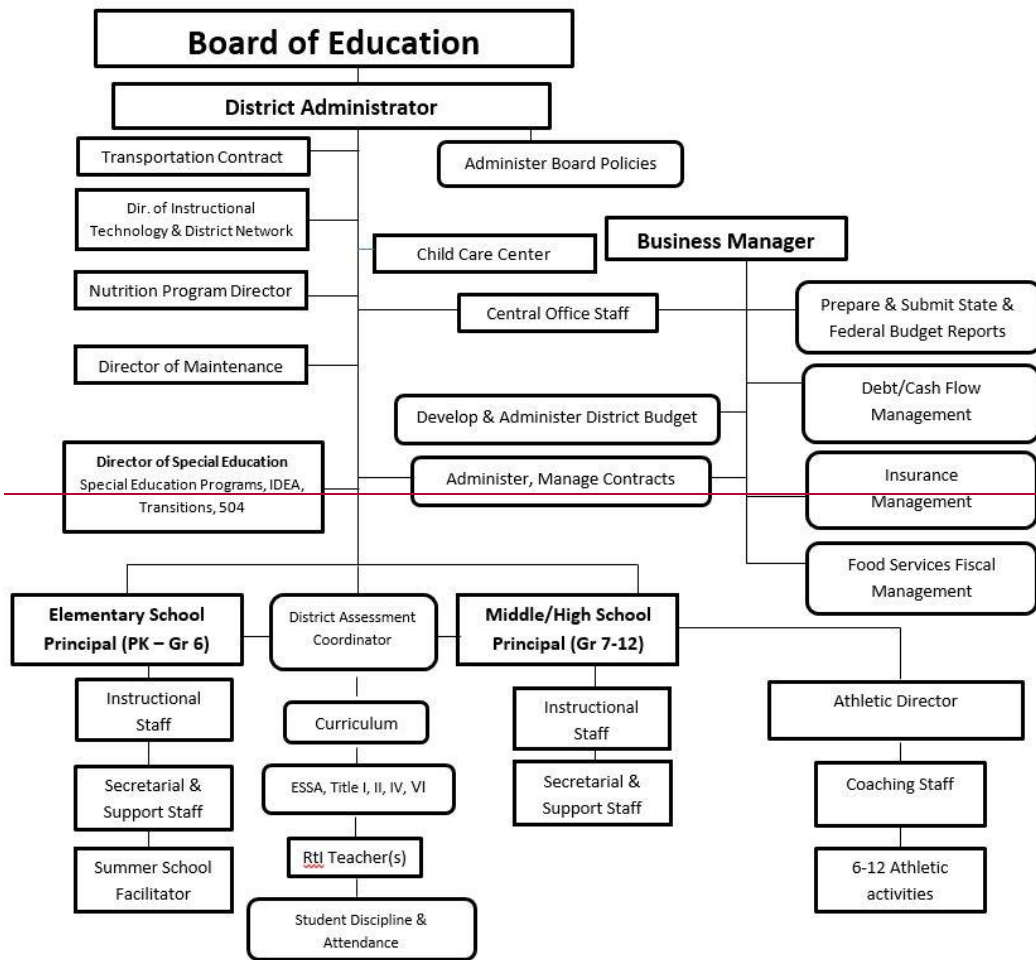 Board of Education
District Administrator
Transportation Contract
Administer Board Policies
Dir. of Instructional
Technology & District Network
Child Care Center
Business Manager
Nutrition Program Director
Central Office Staff
Prepare & Submit State &
Federal Budget Reports
Director of Maintenance
Debt/Cash Flow
Management
Develop & Administer District Budget
Director of Special Education
Special Education Programs, IDEA,
Transitions, 504
Administer, Manage Contracts
Insurance
Management
Food Services Fiscal
Management
Elementary School
Principal (PK – Gr 6)
District Assessment
Coordinator
Middle/High School
Principal (Gr 7-12)
Instructional
Staff
Curriculum
Instructional
Staff
Athletic Director
Secretarial &
Support Staff
ESSA, Title I, II, IV, VI
Secretarial &
Support Staff
Coaching Staff
Summer School
Facilitator
RtI Teacher(s)
6-12 Athletic
activities
Student Discipline &
Attendance